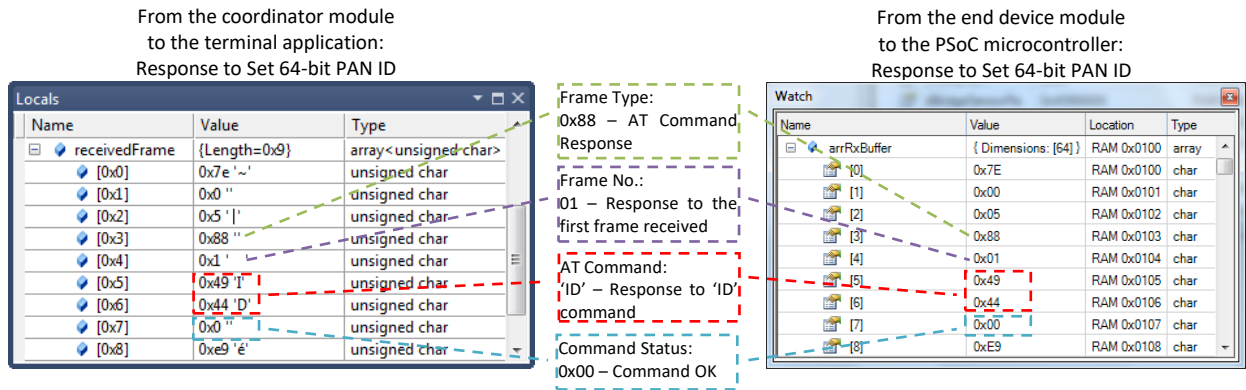 From the coordinator module
to the terminal application:
Response to Set 64-bit PAN ID
From the end device module
to the PSoC microcontroller:
Response to Set 64-bit PAN ID
Locals
Name Value Type
receivedFrame {Length=0x9} array<unsigned char>
[0x0] 0x7e '~' unsigned char
[0x1] 0x0 '' unsigned char
[0x2] 0x5 '|' unsigned char
[0x3] 0x88 '' unsigned char
[0x4] 0x1 ' unsigned char
[0x5] 0x49 'I' unsigned char
[0x6] 0x44 'D' unsigned char
[0x7] 0x0 '' unsigned char
[0x8] 0xe9 'é' unsigned char
Frame Type:
0x88 – AT Command
Response
Frame No.:
01 – Response to the
first frame received
AT Command:
‘ID’ – Response to ‘ID’
command
Command Status:
0x00 – Command OK
Watch
Name Value Location Type
arrRxBuffer { Dimensions: [64] } RAM 0x0100 array
[0] 0x7E RAM 0x0100 char
[1] 0x00 RAM 0x0101 char
[2] 0x05 RAM 0x0102 char
[3] 0x88 RAM 0x0103 char
[4] 0x01 RAM 0x0104 char
[5] 0x49 RAM 0x0105 char
[6] 0x44 RAM 0x0106 char
[7] 0x00 RAM 0x0107 char
[8] 0xE9 RAM 0x0108 char